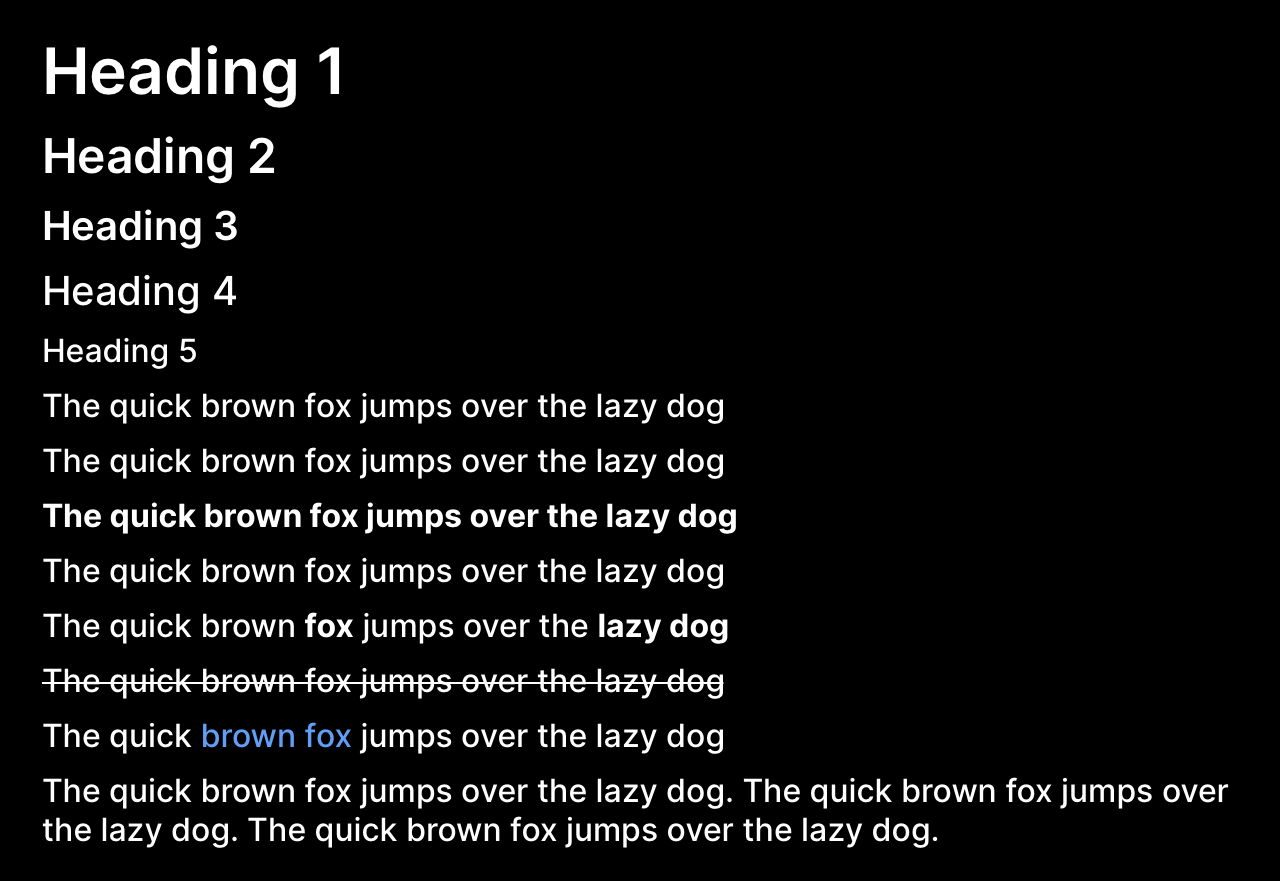 Heading 1
Heading 2
Heading 3
Heading 4
Heading 5
The quick brown fox jumps over the lazy dog
The quick brown fox jumps over the lazy dog
The quick brown fox jumps over the lazy dog
The quick brown fox jumps over the lazy dog
The quick brown fox jumps over the lazy dog
The quick brown fox jumps over the lazy dog
The quick brown fox jumps over the lazy dog
The quick brown fox jumps over the lazy dog. The quick brown fox jumps over
the lazy dog. The quick brown fox jumps over the lazy dog.